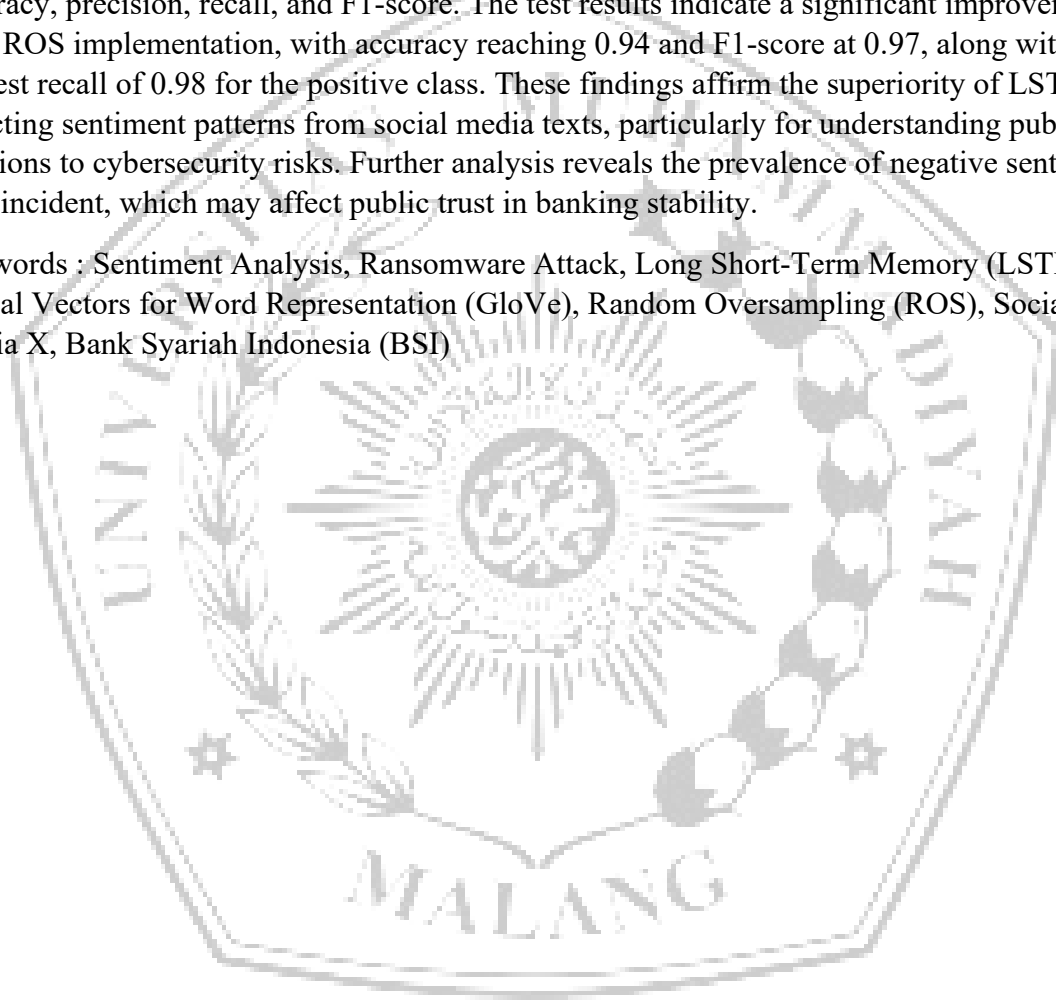 racy, precision, recall, and F1-score. The test results indicate a significant improve
ROS implementation, with accuracy reaching 0.94 and F1-score at 0.97, along wit
est recall of 0.98 for the positive class. These findings affirm the superiority of LST
cting sentiment patterns from social media texts, particularly for understanding pub
ions to cybersecurity risks. Further analysis reveals the prevalence of negative sent
incident, which may affect public trust in banking stability.
words : Sentiment Analysis, Ransomware Attack, Long Short-Term Memory (LST
al Vectors for Word Representation (GloVe), Random Oversampling (ROS), Socia
ia X, Bank Syariah Indonesia (BSI)
UNIVERSITAS MUHAMMADIYAH
MALANG